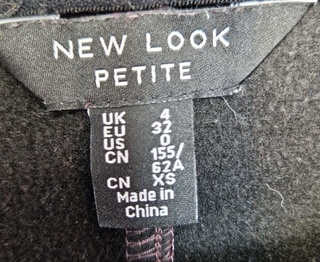 NEW LOOK
PETITE
UK 4
EU 32
US 0
CN 155/
62A
CN XS
Made in
China